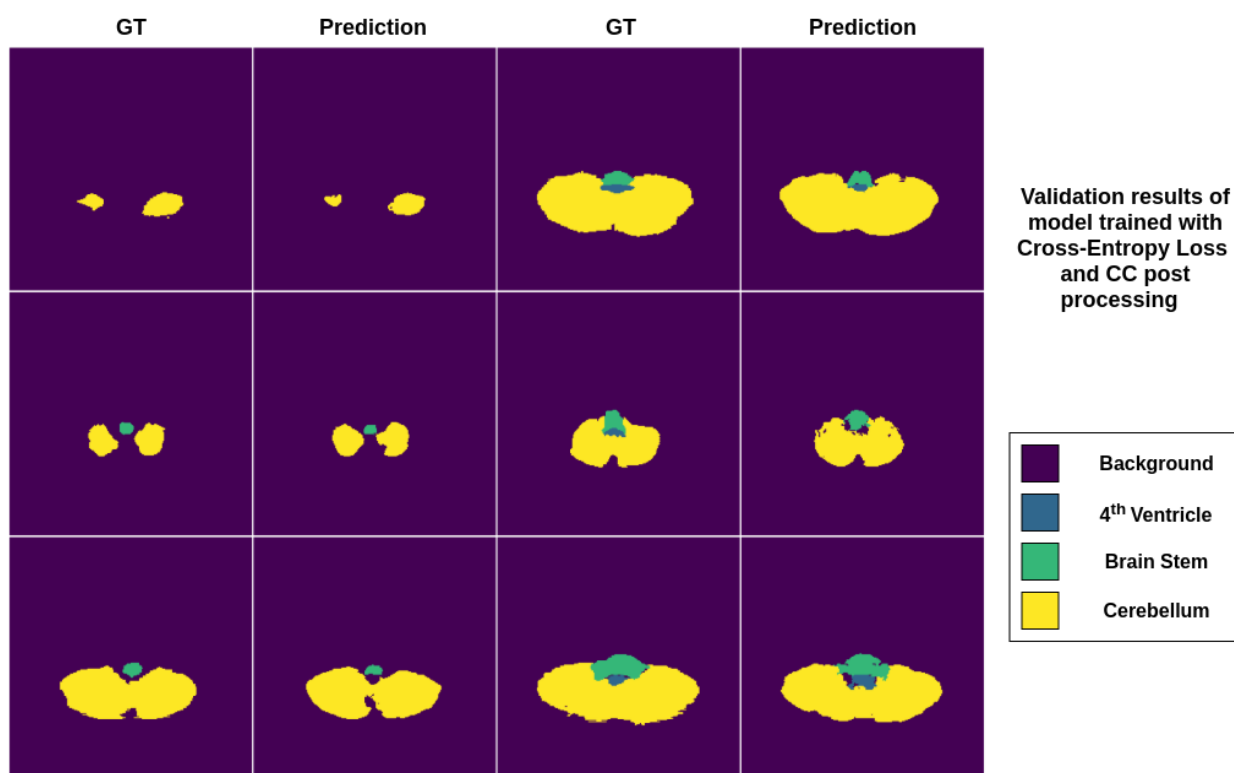 GT
Prediction
GT
Prediction
Validation results of
model trained with
Cross-Entropy Loss
and CC post
processing
Background
4th Ventricle
Brain Stem
Cerebellum